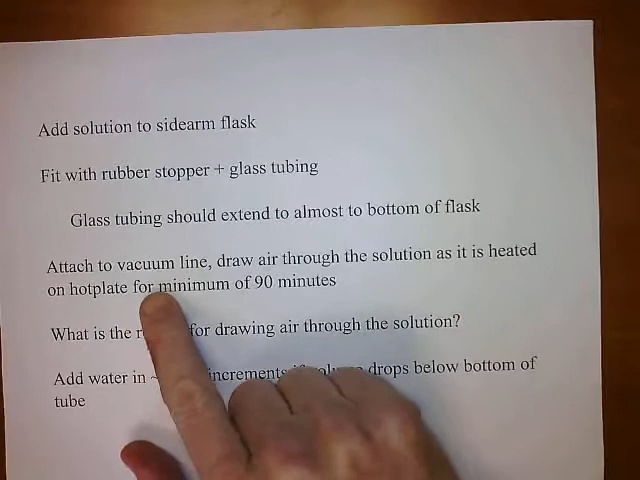 Add solution to sidearm flask
Fit with rubber stopper + glass tubing
Glass tubing should extend to almost to bottom of flask
Attach to vacuum line, draw air through the solution as it is heated
on hotplate for minimum of 90 minutes
What is the for drawing air through the solution?
Add water in increments drops below bottom of
tube